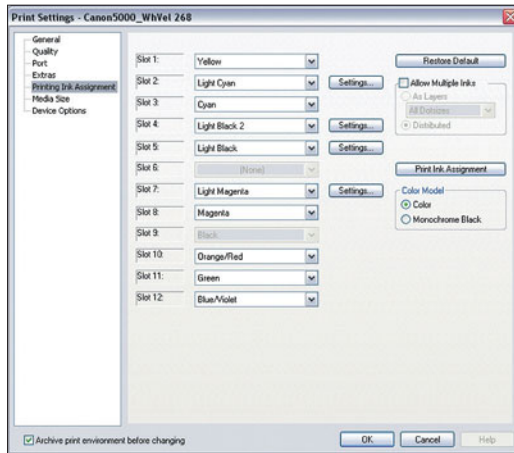 Print Settings - Canon5000_WhVel 268
General
Quality
Port
Extras
Printing Ink Assignment
Media Size
Device Options
Slot 1: Yellow
Slot 2: Light Cyan Settings...
Slot 3: Cyan
Slot 4: Light Black 2 Settings...
Slot 5: Light Black Settings...
Slot 6: (None)
Slot 7: Light Magenta Settings...
Slot 8: Magenta
Slot 9: Black
Slot 10: Orange/Red
Slot 11: Green
Slot 12: Blue/Violet
Restore Default
Allow Multiple Inks
As Layers
All Dotsizes
Distibuted
Print Ink Assignment
Color Model
Color
Monochrome Black
Archive print environment before changing
OK Cancel Help